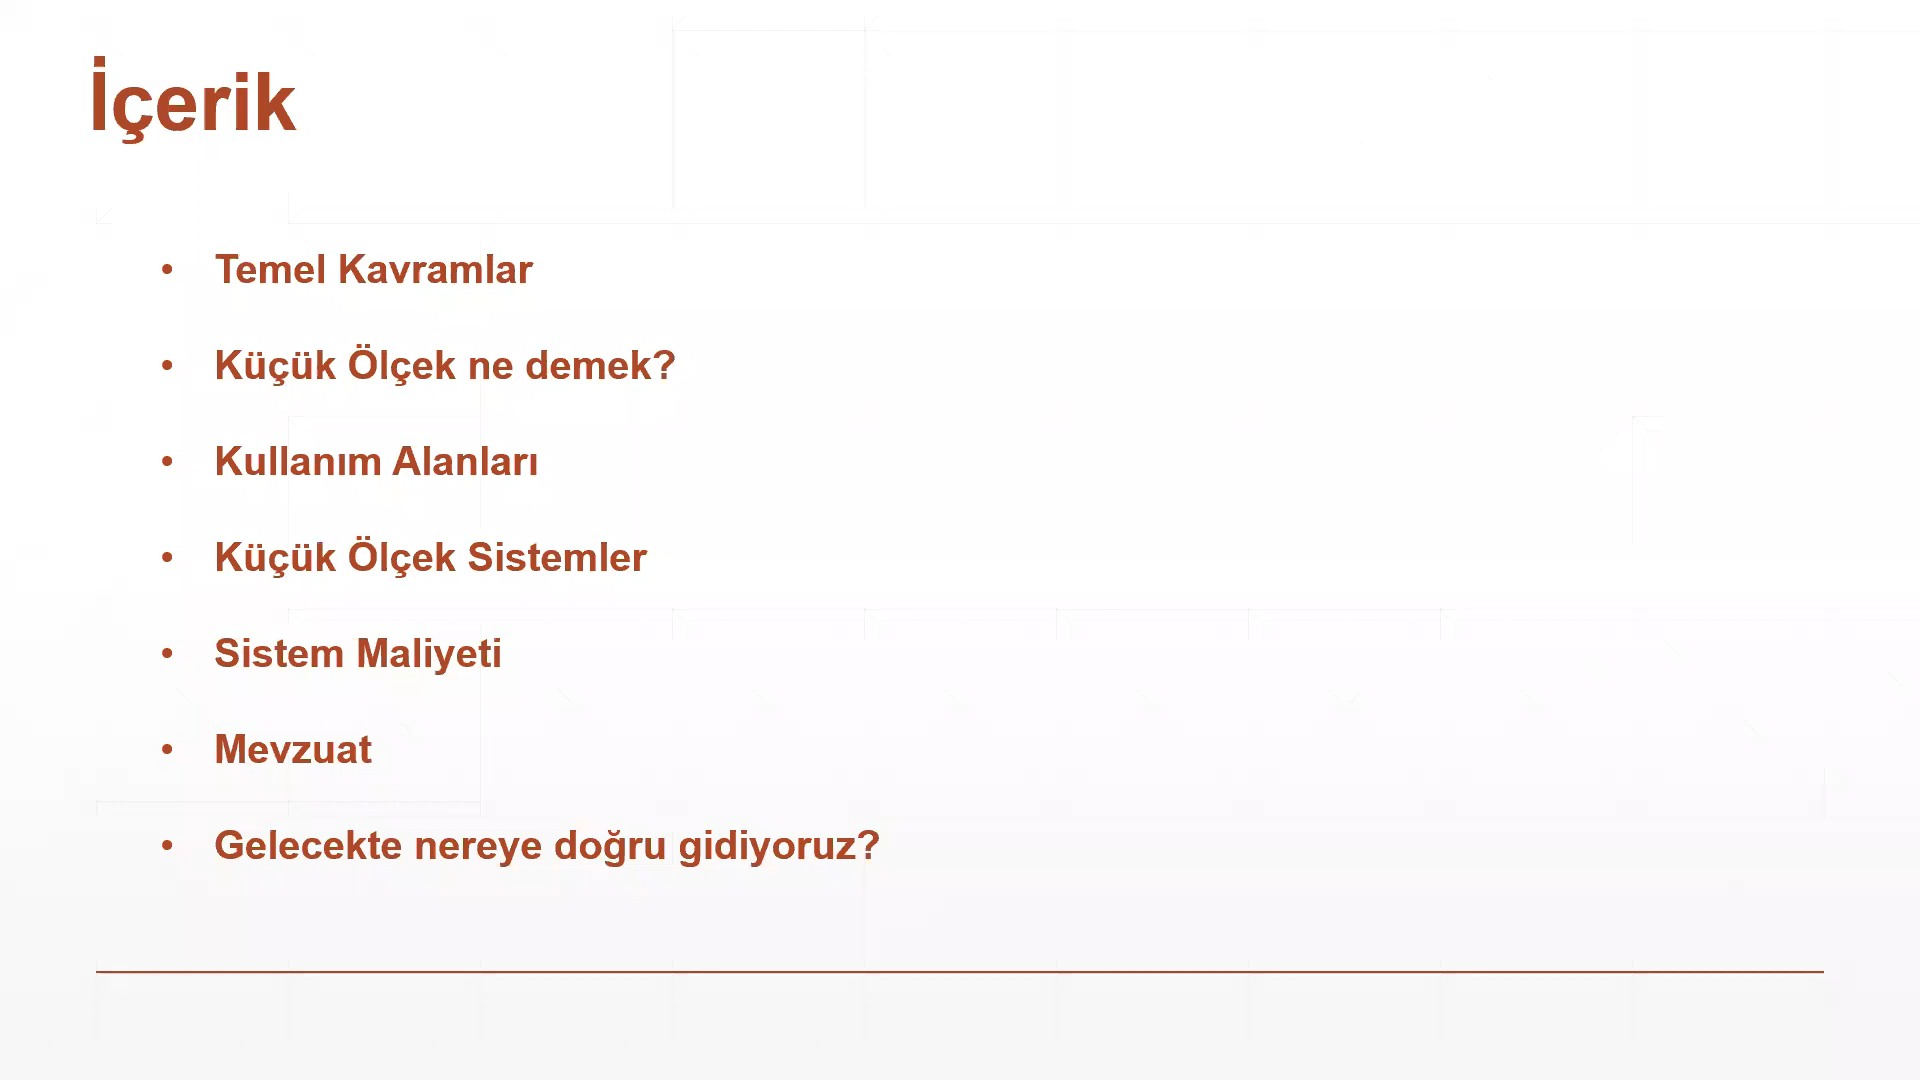 İçerik
• Temel Kavramlar
• Küçük Ölçek ne demek?
• Kullanım Alanları
• Küçük Ölçek Sistemler
• Sistem Maliyeti
• Mevzuat
• Gelecekte nereye doğru gidiyoruz?